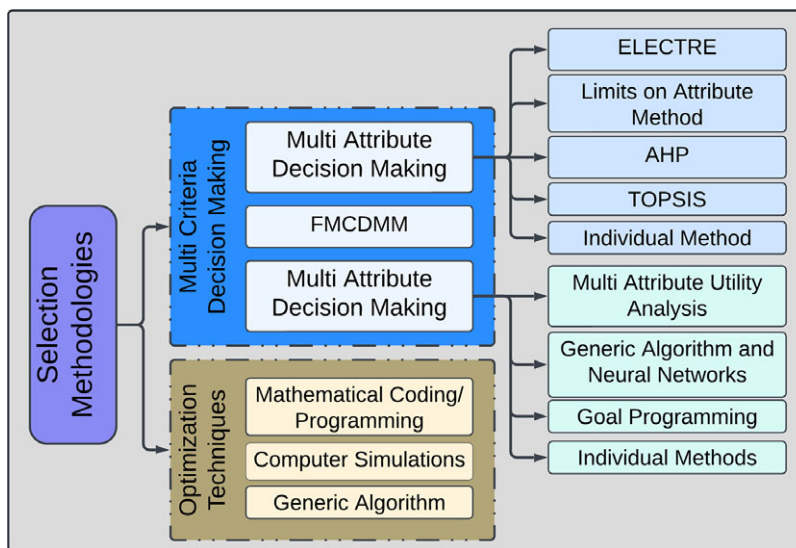 Selection
Methodologies
Multi Criteria
Decision Making
Multi Attribute
Decision Making
FMCDMM
Multi Attribute
Decision Making
Optimization
Techniques
Mathematical Coding/
Programming
Computer Simulations
Generic Algorithm
ELECTRE
Limits on Attribute
Method
AHP
TOPSIS
Individual Method
Multi Attribute Utility
Analysis
Generic Algorithm and
Neural Networks
Goal Programming
Individual Methods